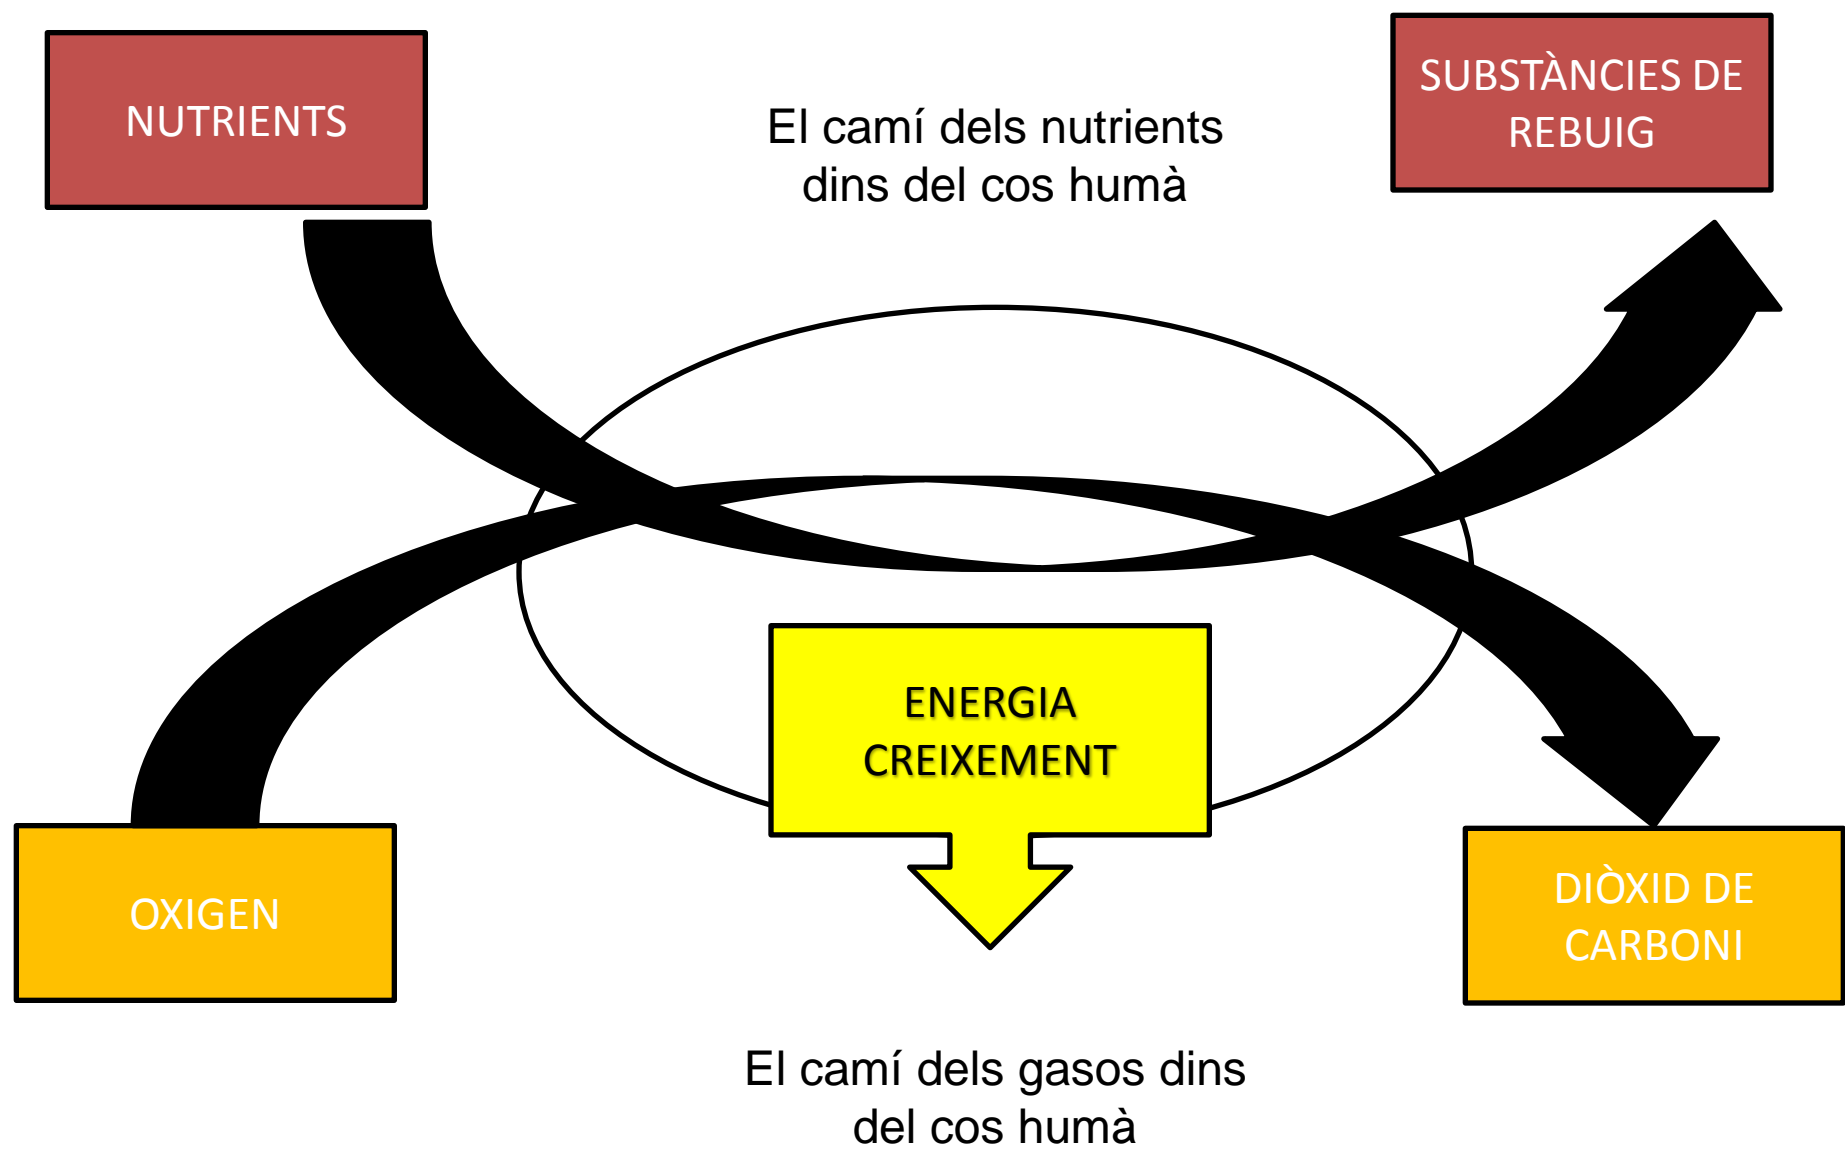 NUTRIENTS
El camí dels nutrients
dins del cos humà
SUBSTÀNCIES DE
REBUIG
ENERGIA
CREIXEMENT
OXIGEN
DIÒXID DE
CARBONI
El camí dels gasos dins
del cos humà